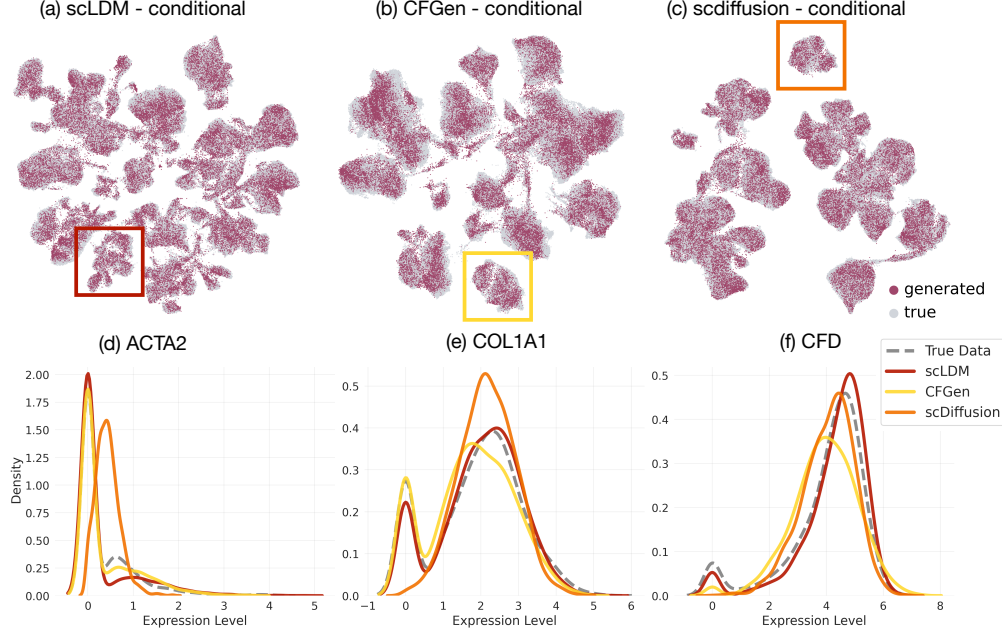 (a) scLDM - conditional
(b) CFGen - conditional
(c) scdiffusion - conditional
generated
true
(d) ACTA2
(e) COL1A1
(f) CFD
True Data
scLDM
CFGen
scDiffusion
Density
2.00
1.75
1.50
1.25
1.00
0.75
0.50
0.25
0.00
0 1 2 3 4 5
Expression Level
0.5
0.4
0.3
0.2
0.1
0.0
−1 0 1 2 3 4 5 6
Expression Level
0.5
0.4
0.3
0.2
0.1
0.0
0 2 4 6 8
Expression Level